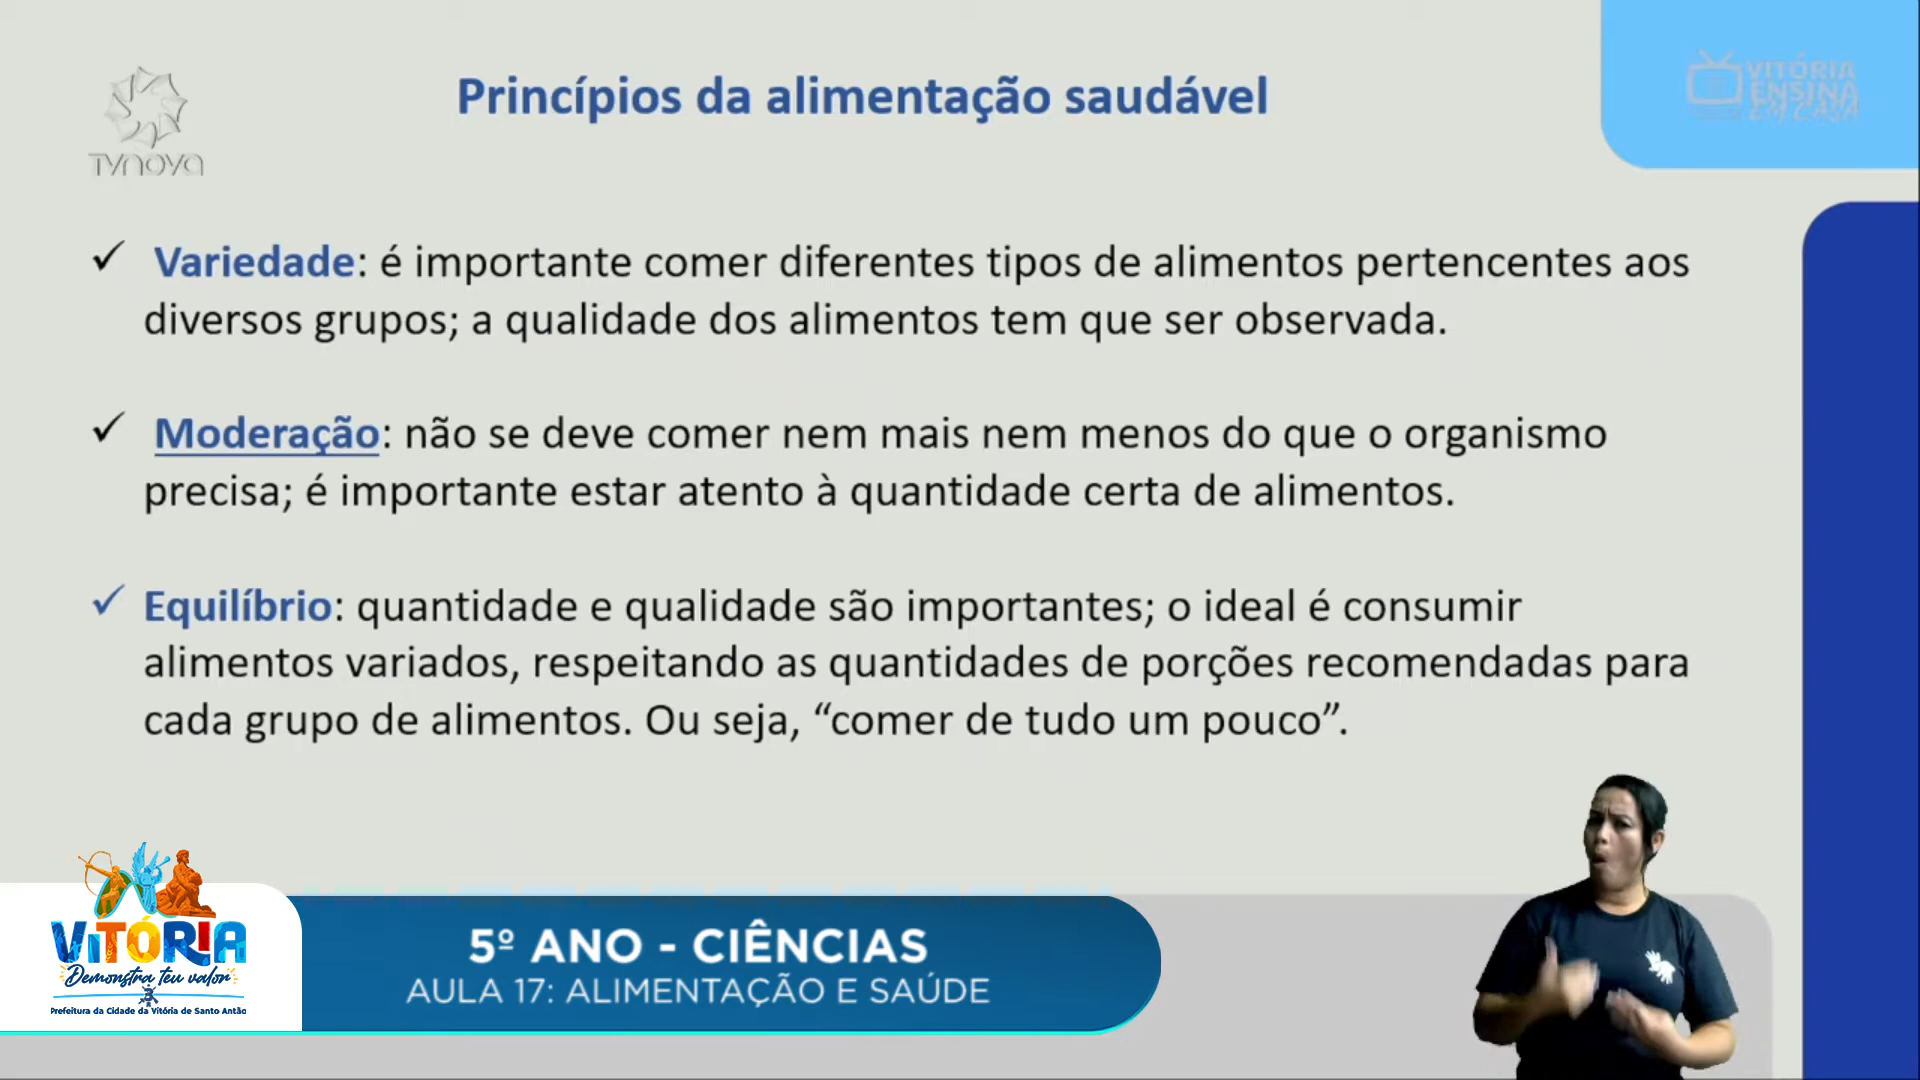 Princípios da alimentação saudável
TVNOVA
VITÓRIA
ENSINA
EM CASA
✓ Variedade: é importante comer diferentes tipos de alimentos pertencentes aos
diversos grupos; a qualidade dos alimentos tem que ser observada.
✓ Moderação: não se deve comer nem mais nem menos do que o organismo
precisa; é importante estar atento à quantidade certa de alimentos.
✓ Equilíbrio: quantidade e qualidade são importantes; o ideal é consumir
alimentos variados, respeitando as quantidades de porções recomendadas para
cada grupo de alimentos. Ou seja, “comer de tudo um pouco”.
VITÓRIA
Demonstra teu valor
Prefeitura da Cidade da Vitória de Santo Antão
5º ANO - CIÊNCIAS
AULA 17: ALIMENTAÇÃO E SAÚDE